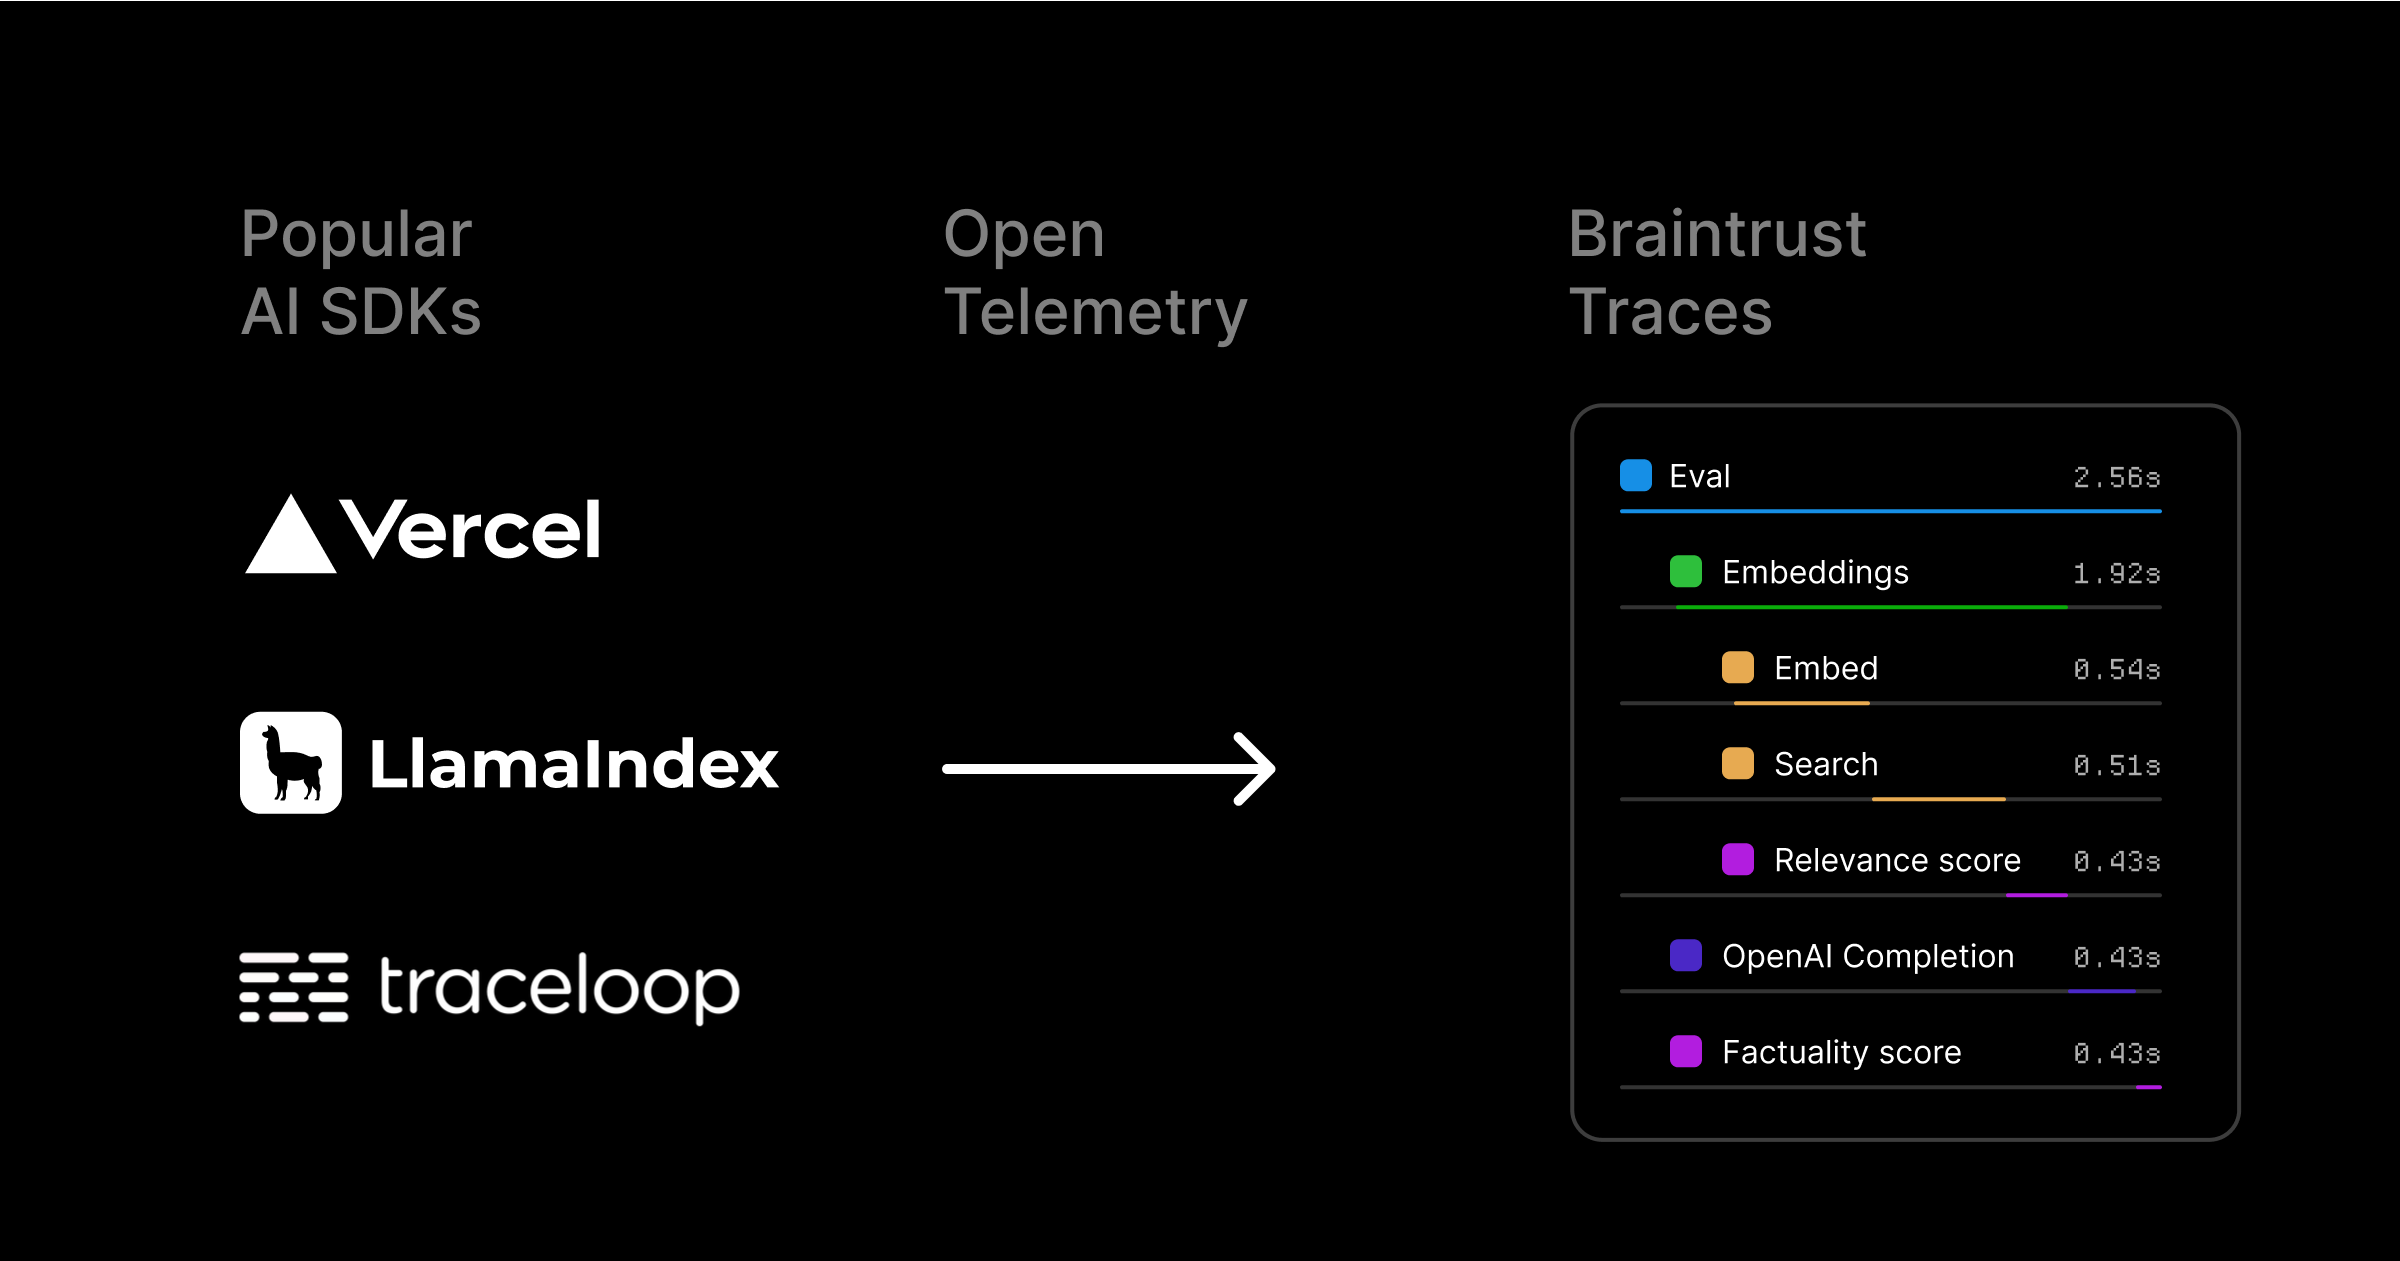 Popular
AI SDKs
Open
Telemetry
Braintrust
Traces
Vercel
LlamaIndex
traceloop
Eval 2.56s
Embeddings 1.92s
Embed 0.54s
Search 0.51s
Relevance score 0.43s
OpenAI Completion 0.43s
Factuality score 0.43s